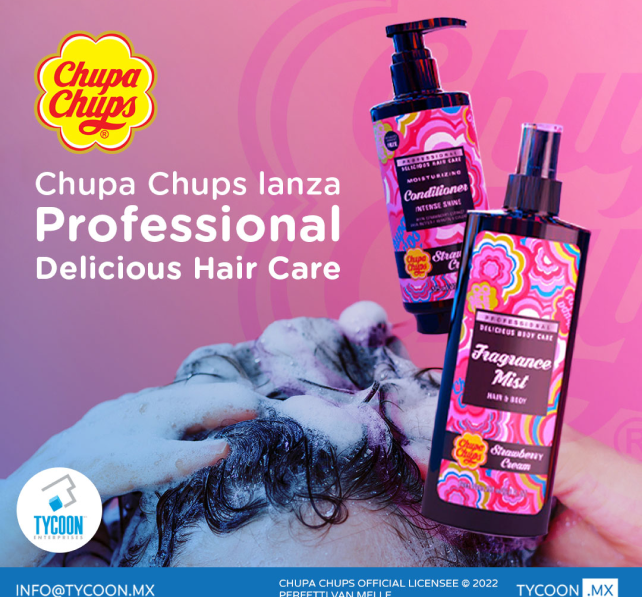 Chupa
Chups
®
Chupa Chups lanza
Professional
Delicious Hair Care
PROFESSIONAL
DELICIOUS HAIR CARE
MOISTURIZING
Conditioner
INTENSE SHINE
Chupa
Chups
PROFESSIONAL
DELICIOUS BODY CARE
Fragrance
Mist
HAIR & BODY
Chupa
Chups
Strawberry
Cream
TYCOON
ENTERPRISES
INFO@TYCOON.MX
CHUPA CHUPS OFFICIAL LICENSEE © 2022
PERFETTI VAN MELLE
TYCOON .MX